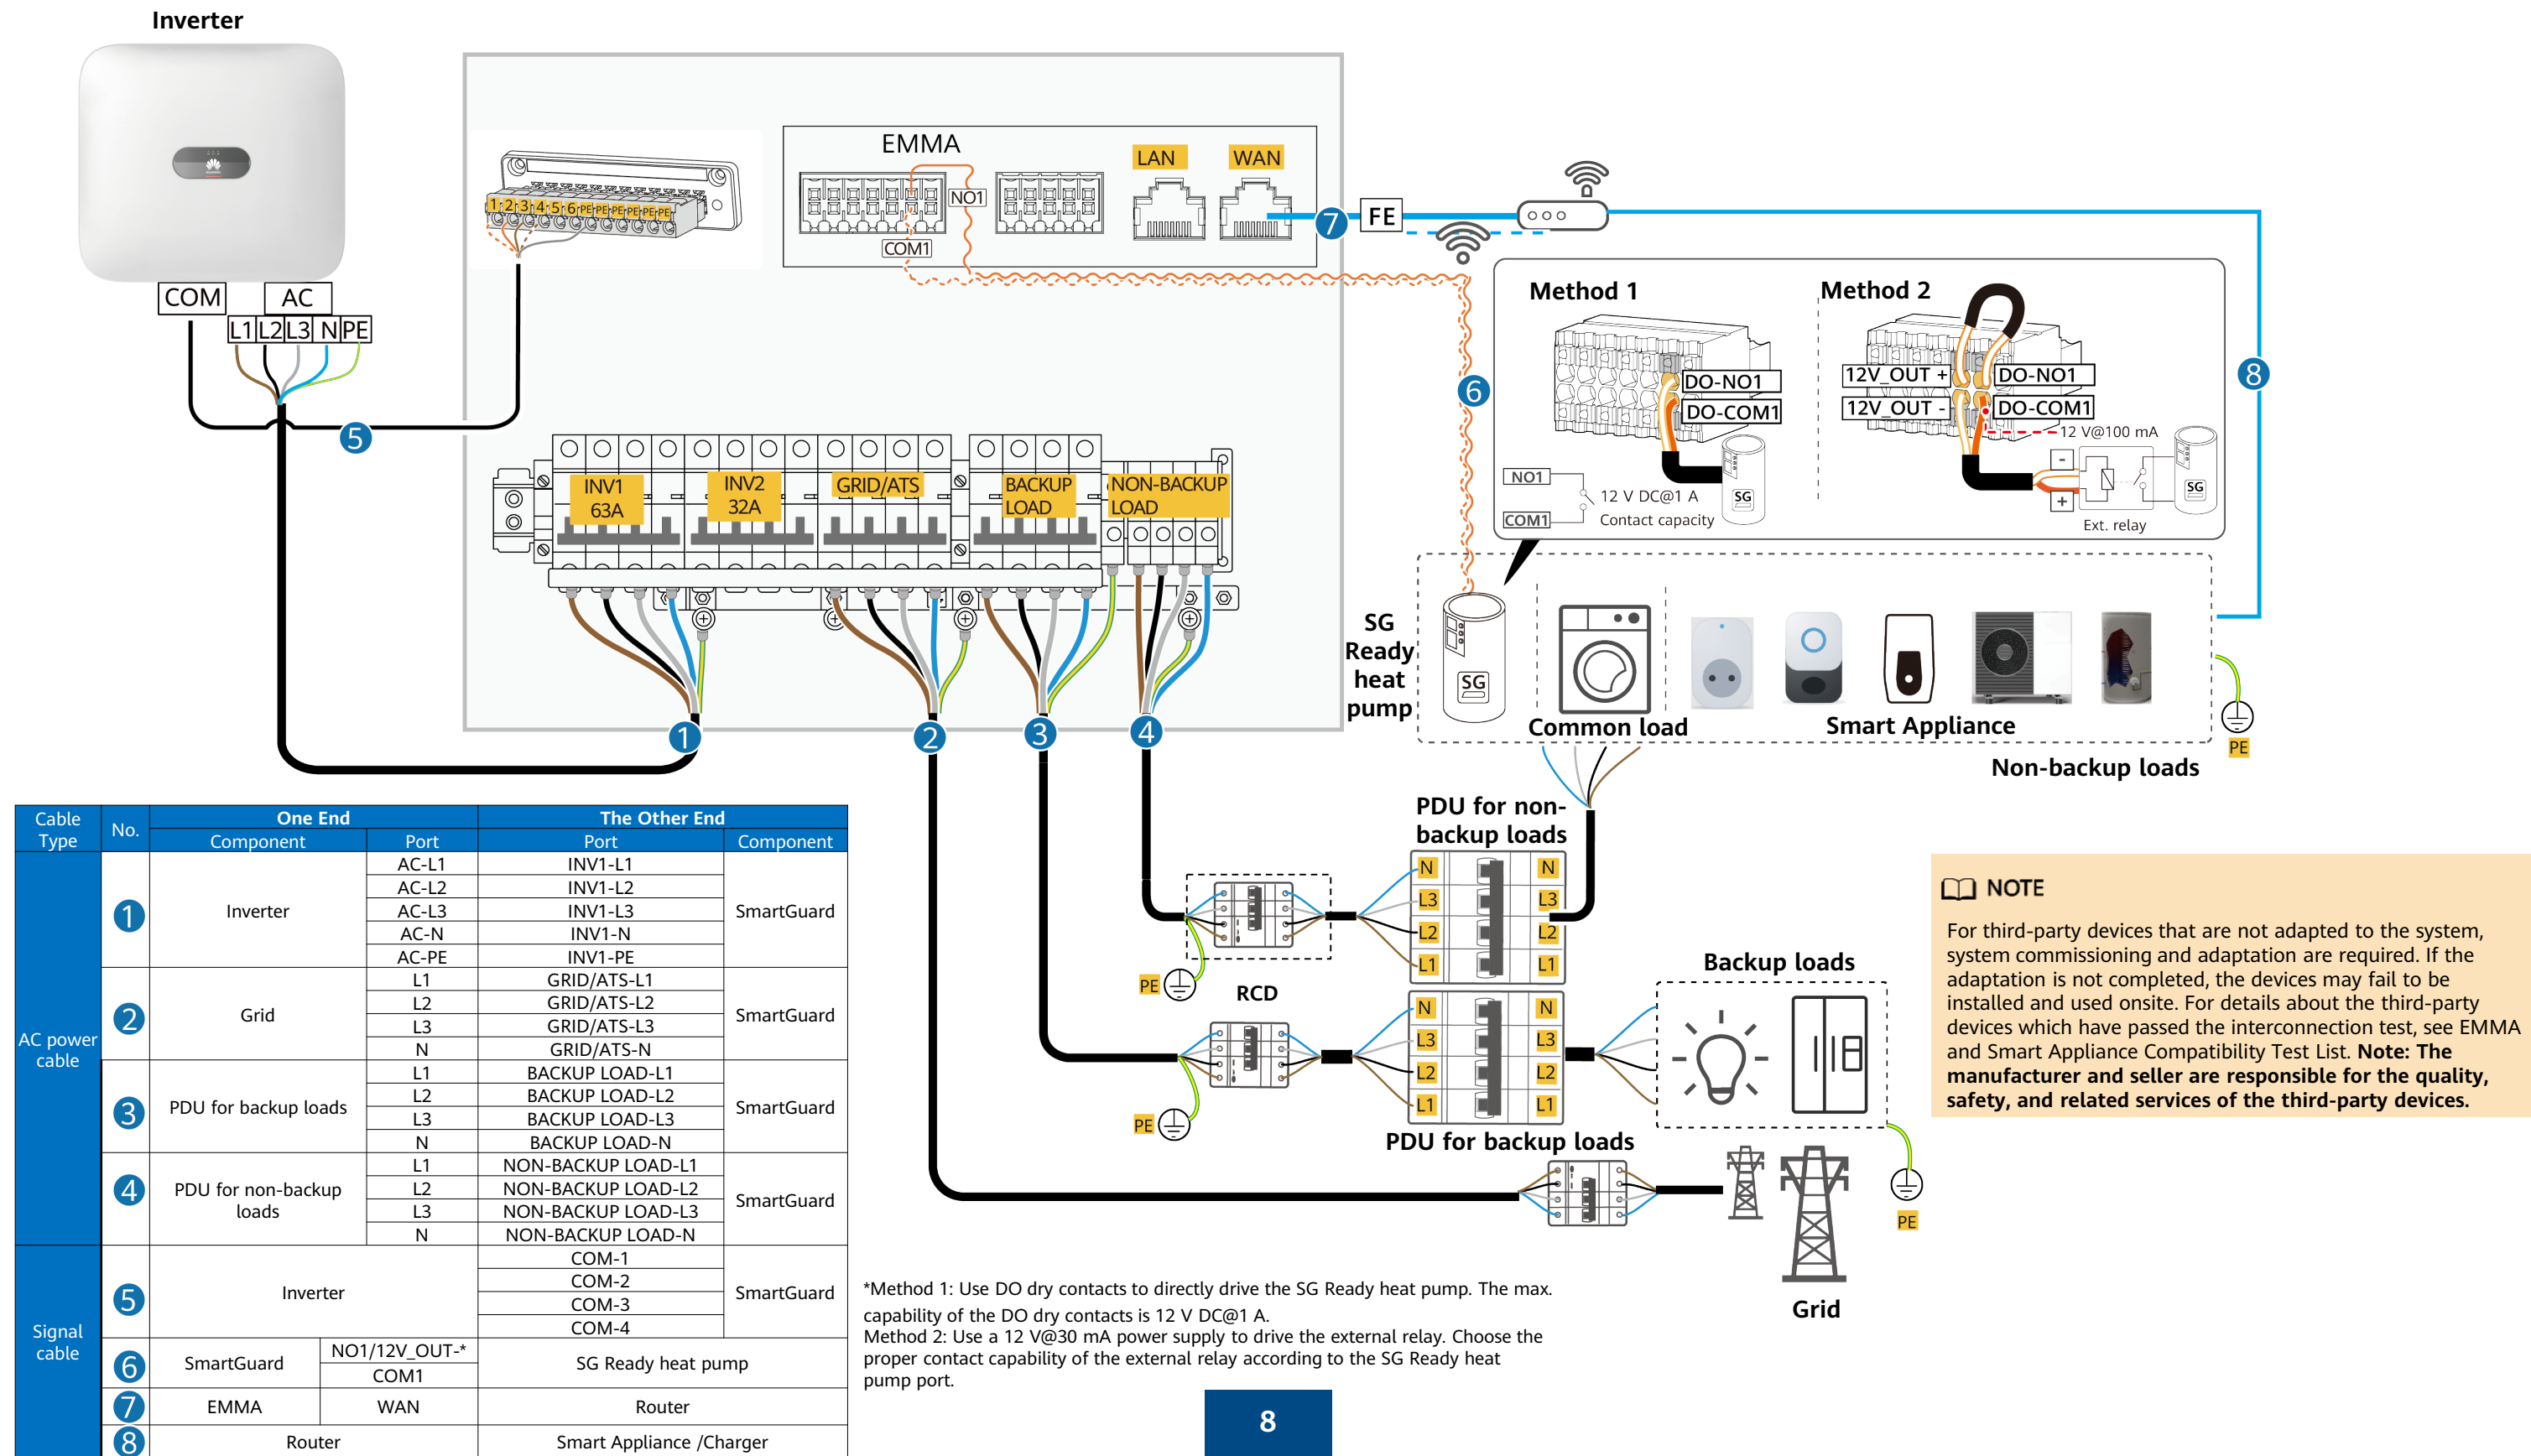 Inverter
COM
AC
L1 L2 L3 N PE
5
1 2 3 4 5 6 PE PE PE PE PE PE
EMMA
NO1
COM1
LAN
WAN
7
FE
6
8
Method 1
DO-NO1
DO-COM1
NO1
COM1
12 V DC@1 A
Contact capacity
SG
Method 2
12V_OUT +
DO-NO1
12V_OUT -
DO-COM1
12 V@100 mA
-
+
Ext. relay
SG
INV1
63A
INV2
32A
GRID/ATS
BACKUP
LOAD
NON-BACKUP
LOAD
1
2
3
4
SG
Ready
heat
pump
SG
Common load
Smart Appliance
Non-backup loads
PE
PDU for non-
backup loads
N N
L3 L3
L2 L2
L1 L1
PE
RCD
N N
L3 L3
L2 L2
L1 L1
PE
PDU for backup loads
Backup loads
PE
Grid
NOTE
For third-party devices that are not adapted to the system,
system commissioning and adaptation are required. If the
adaptation is not completed, the devices may fail to be
installed and used onsite. For details about the third-party
devices which have passed the interconnection test, see EMMA
and Smart Appliance Compatibility Test List. Note: The
manufacturer and seller are responsible for the quality,
safety, and related services of the third-party devices.
Cable
Type
No.
One End
The Other End
Component Port Port Component
AC power
cable
1
Inverter
AC-L1 INV1-L1
AC-L2 INV1-L2
AC-L3 INV1-L3
AC-N INV1-N
AC-PE INV1-PE
SmartGuard
2
Grid
L1 GRID/ATS-L1
L2 GRID/ATS-L2
L3 GRID/ATS-L3
N GRID/ATS-N
SmartGuard
3
PDU for backup loads
L1 BACKUP LOAD-L1
L2 BACKUP LOAD-L2
L3 BACKUP LOAD-L3
N BACKUP LOAD-N
SmartGuard
4
PDU for non-backup
loads
L1 NON-BACKUP LOAD-L1
L2 NON-BACKUP LOAD-L2
L3 NON-BACKUP LOAD-L3
N NON-BACKUP LOAD-N
SmartGuard
Signal
cable
5
Inverter
COM-1
COM-2
COM-3
COM-4
SmartGuard
6
SmartGuard
NO1/12V_OUT-*
COM1
SG Ready heat pump
7
EMMA WAN Router
8
Router Smart Appliance /Charger
*Method 1: Use DO dry contacts to directly drive the SG Ready heat pump. The max.
capability of the DO dry contacts is 12 V DC@1 A.
Method 2: Use a 12 V@30 mA power supply to drive the external relay. Choose the
proper contact capability of the external relay according to the SG Ready heat
pump port.
8